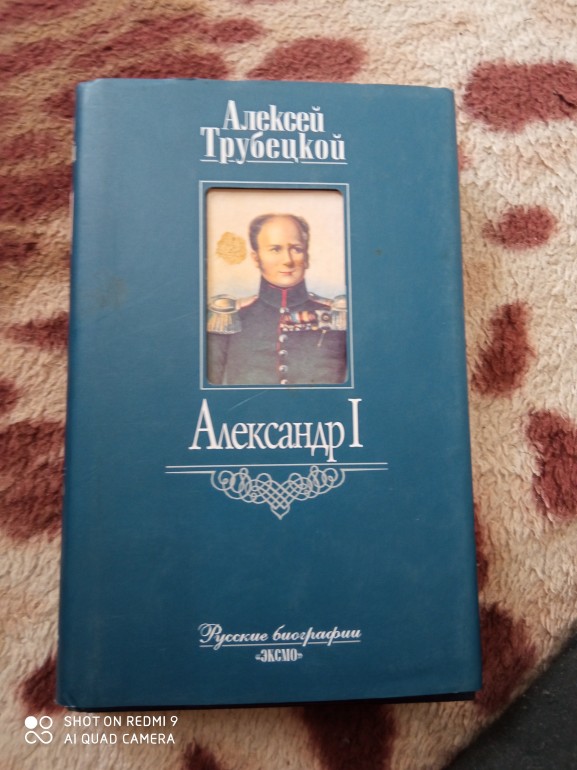 Алексей
Трубецкой
Александр I
Русские биографии
«ЭКСМО»
SHOT ON REDMI 9
AI QUAD CAMERA